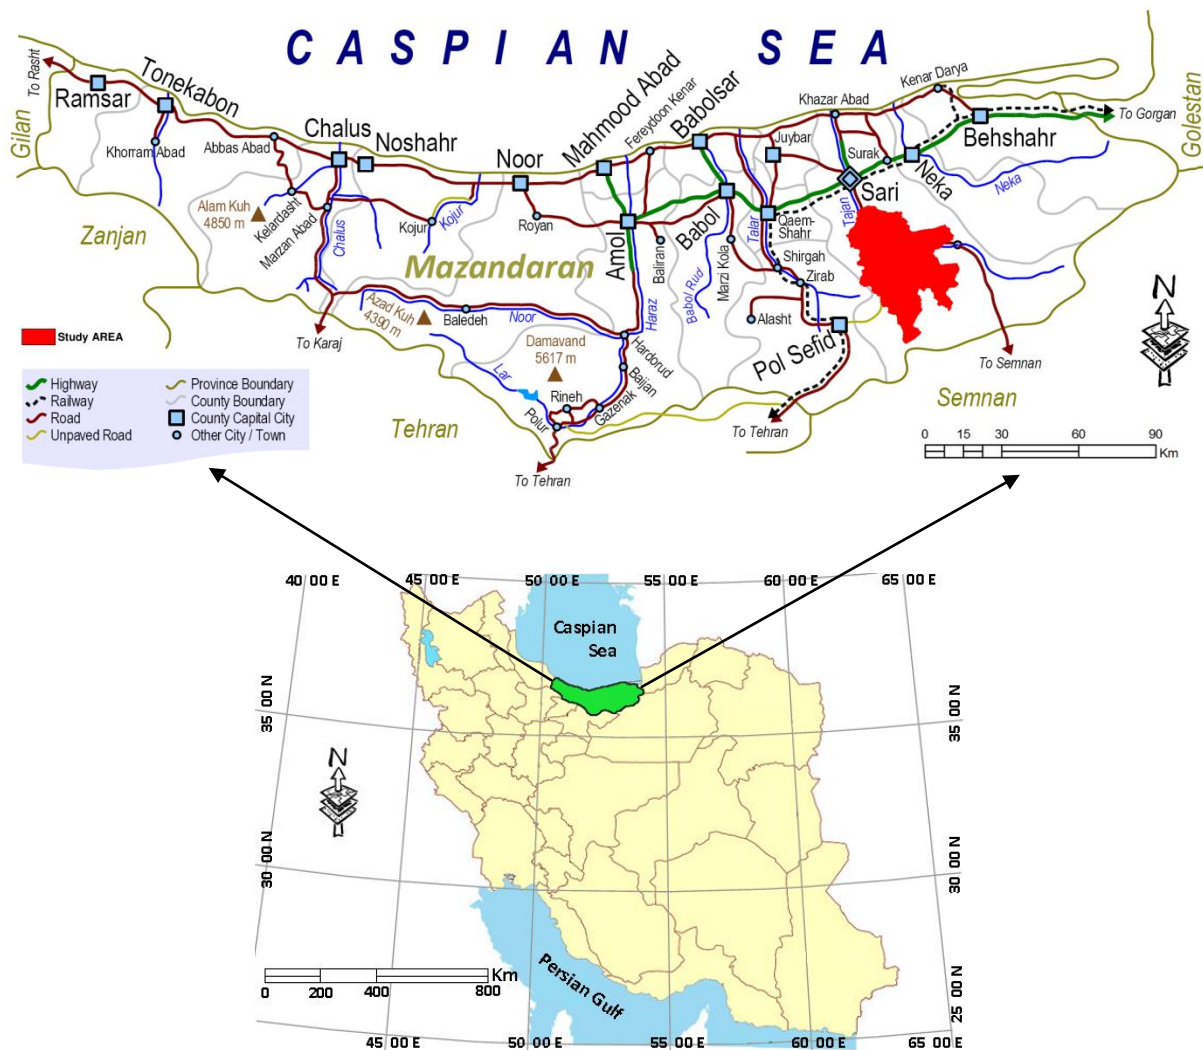 CASPIAN SEA
To Rasht
Ramsar
Tonekabon
Gilan
Khorram Abad
Abbas Abad
Chalus
Noshahr
Noor
Mahmood Abad
Fereydoon Kenar
Babolsar
Khazar Abad
Kenar Darya
To Gorgan
Golestan
Behshahr
Juybar
Surak
Neka
Neka
Sari
Tajan
Alam Kuh
4850 m
Kelardasht
Marzan Abad
Chalus
Kojur
Kojur
Royan
Amol
Babol
Talar
Qaem-
Shahr
Zanjan
Mazandaran
Balirano
Babol Rud
Marzi Kola
Shirgah
Zirab
Azad Kuh
4390 m
Baledeh
Noor
Haraz
Alasht
Pol Sefid
Study AREA
To Karaj
Damavand
5617 m
Hardorud
Baijan
Lar
Rineh
Gazenak
Polur
To Semnan
Semnan
Tehran
To Tehran
To Tehran
N
Highway
Railway
Road
Unpaved Road
Province Boundary
County Boundary
County Capital City
Other City / Town
0 15 30 60 90
Km
40 00 E 45 00 E 50 00 E 55 00 E 60 00 E 65 00 E
Caspian
Sea
35 00 N
35 00 N
N
30 00 N
30 00 N
Persian Gulf
Km
0 200 400 800
25 00 N
45 00 E 50 00 E 55 00 E 60 00 E 65 00 E